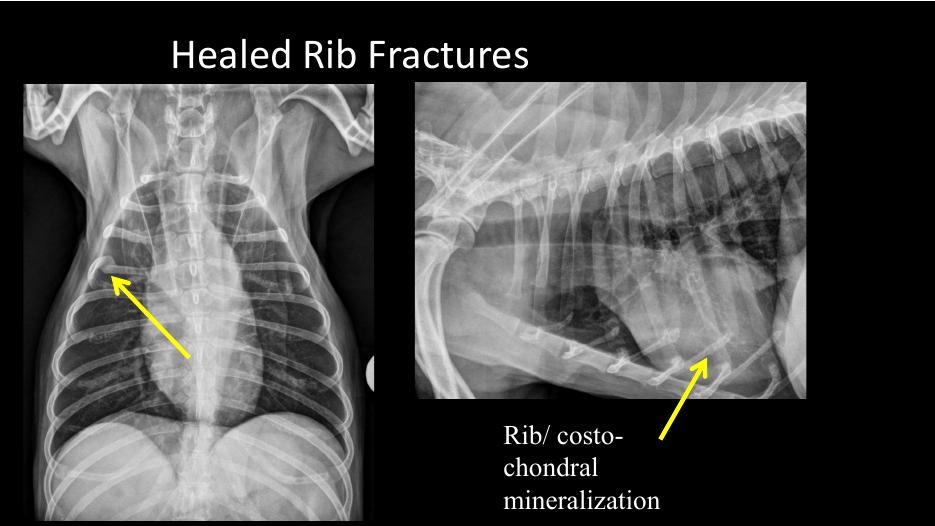 Healed Rib Fractures
Rib/ costo-
chondral
mineralization